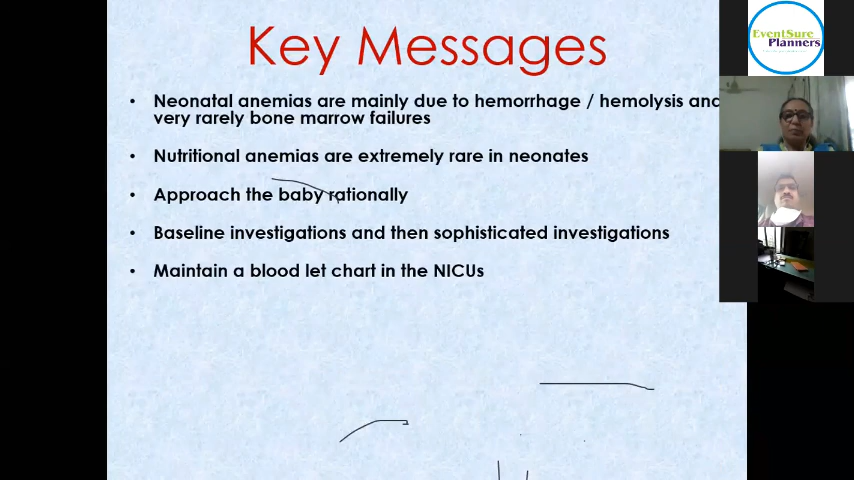 Key Messages
• Neonatal anemias are mainly due to hemorrhage / hemolysis and
very rarely bone marrow failures
• Nutritional anemias are extremely rare in neonates
• Approach the baby rationally
• Baseline investigations and then sophisticated investigations
• Maintain a blood let chart in the NICUs
EventSure
Planners